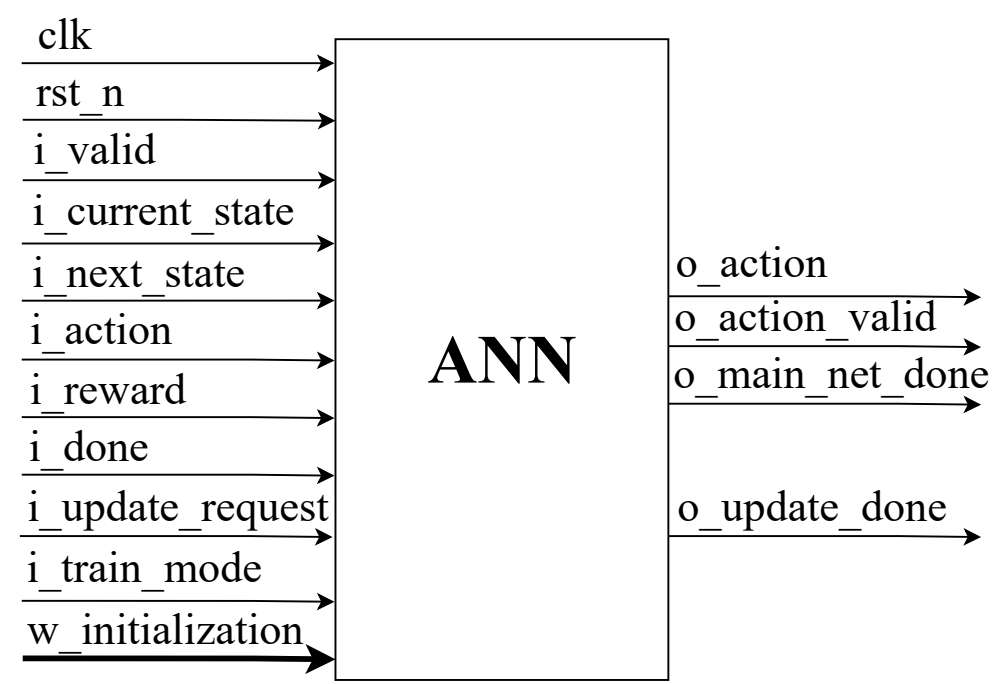 clk
rst_n
i_valid
i_current_state
i_next_state
i_action
i_reward
i_done
i_update_request
i_train_mode
w_initialization
ANN
o_action
o_action_valid
o_main_net_done
o_update_done